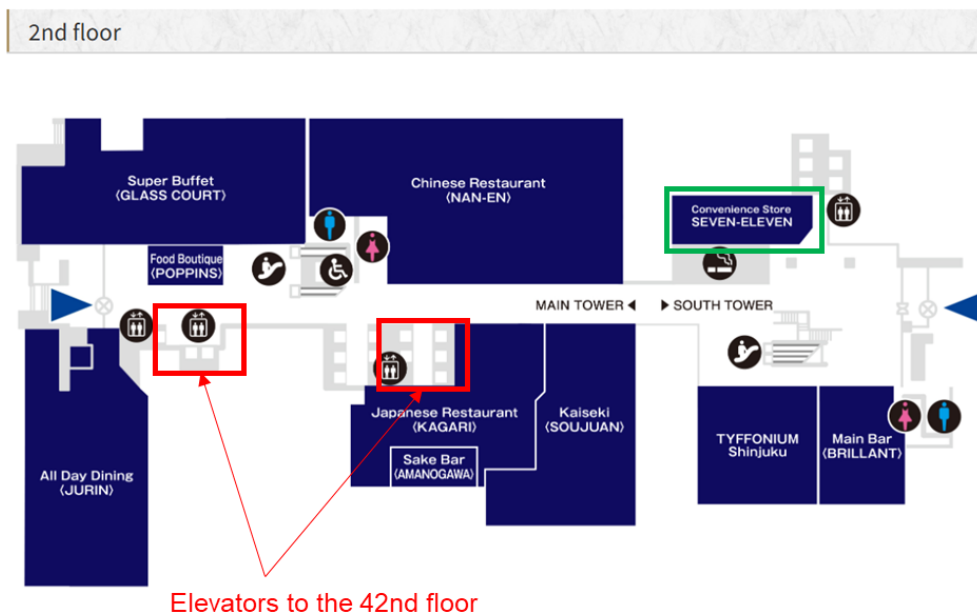 2nd floor
Super Buffet
〈GLASS COURT〉
Chinese Restaurant
〈NAN-EN〉
Convenience Store
SEVEN-ELEVEN
Food Boutique
〈POPPINS〉
MAIN TOWER
SOUTH TOWER
Japanese Restaurant
〈KAGARI〉
Kaiseki
〈SOUJUAN〉
Sake Bar
〈AMANOGAWA〉
All Day Dining
〈JURIN〉
TYFFONIUM
Shinjuku
Main Bar
〈BRILLANT〉
Elevators to the 42nd floor